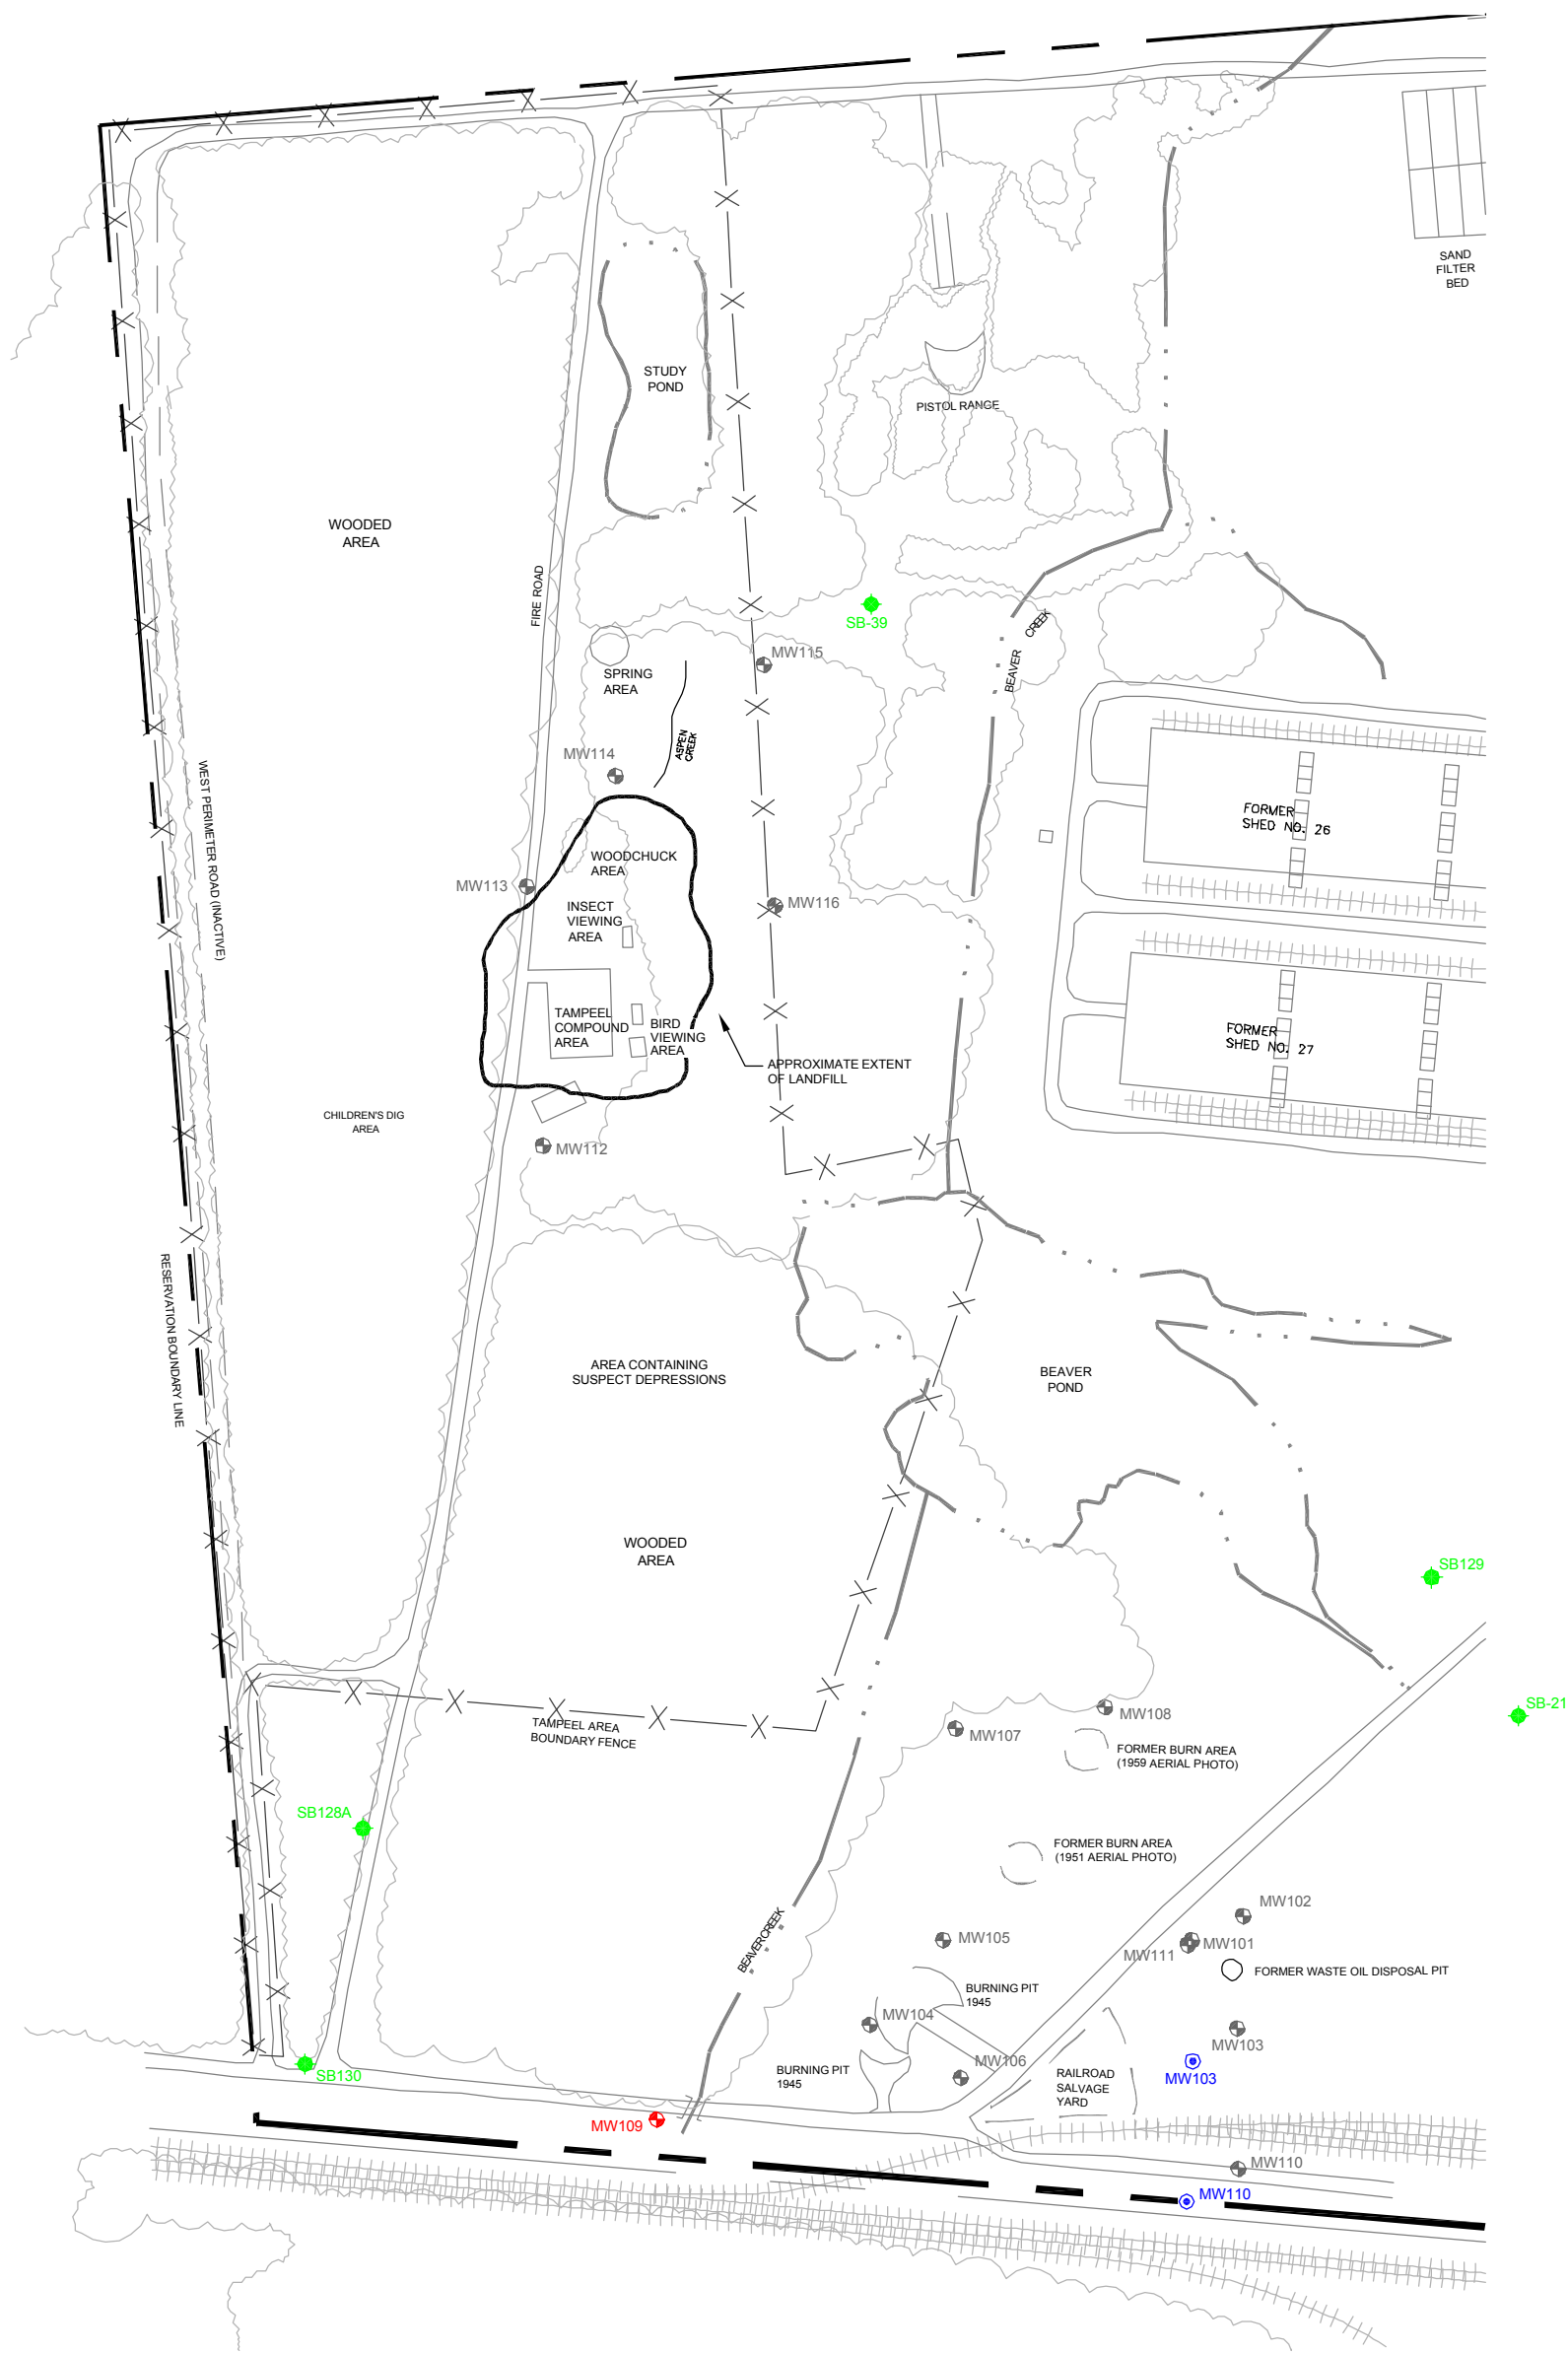 SAND
FILTER
BED
STUDY
POND
PISTOL RANGE
WOODED
AREA
FIRE ROAD
SB-39
BEAVER CREEK
MW115
SPRING
AREA
ASPEN
CREEK
MW114
WEST PERIMETER ROAD (INACTIVE)
FORMER
SHED NO. 26
WOODCHUCK
AREA
MW113
MW116
INSECT
VIEWING
AREA
TAMPEEL
COMPOUND
AREA
BIRD
VIEWING
AREA
FORMER
SHED NO. 27
APPROXIMATE EXTENT
OF LANDFILL
CHILDREN'S DIG
AREA
MW112
RESERVATION BOUNDARY LINE
AREA CONTAINING
SUSPECT DEPRESSIONS
BEAVER
POND
WOODED
AREA
SB129
SB-21
TAMPEEL AREA
BOUNDARY FENCE
MW108
MW107
FORMER BURN AREA
(1959 AERIAL PHOTO)
SB128A
FORMER BURN AREA
(1951 AERIAL PHOTO)
MW102
BEAVER CREEK
MW105
MW111
MW101
FORMER WASTE OIL DISPOSAL PIT
BURNING PIT
1945
MW104
MW103
MW106
BURNING PIT
1945
RAILROAD
SALVAGE
YARD
MW103
SB130
MW109
MW110
MW110